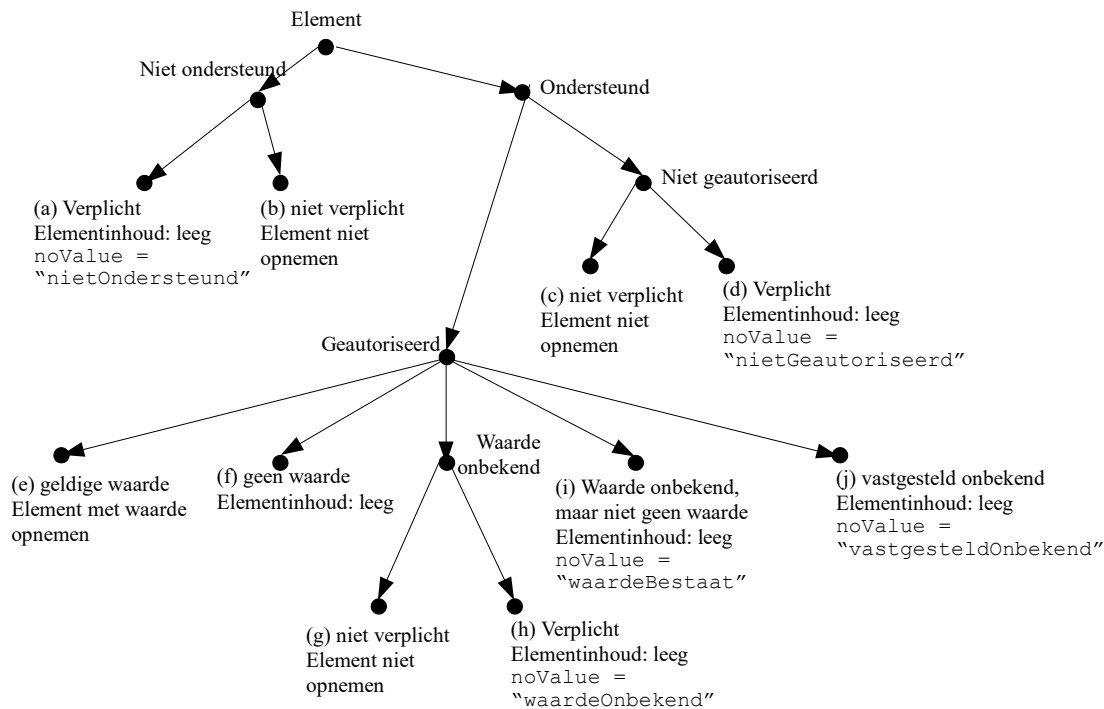 Element
Niet ondersteund
Ondersteund
Niet geautoriseerd
(a) Verplicht
Elementinhoud: leeg
noValue =
“nietOndersteund”
(b) niet verplicht
Element niet
opnemen
(c) niet verplicht
Element niet
opnemen
(d) Verplicht
Elementinhoud: leeg
noValue =
“nietGeautoriseerd”
Geautoriseerd
(e) geldige waarde
Element met waarde
opnemen
(f) geen waarde
Elementinhoud: leeg
Waarde
onbekend
(i) Waarde onbekend,
maar niet geen waarde
Elementinhoud: leeg
noValue =
“waardeBestaat”
(j) vastgesteld onbekend
Elementinhoud: leeg
noValue =
“vastgesteldOnbekend”
(g) niet verplicht
Element niet
opnemen
(h) Verplicht
Elementinhoud: leeg
noValue =
“waardeOnbekend”